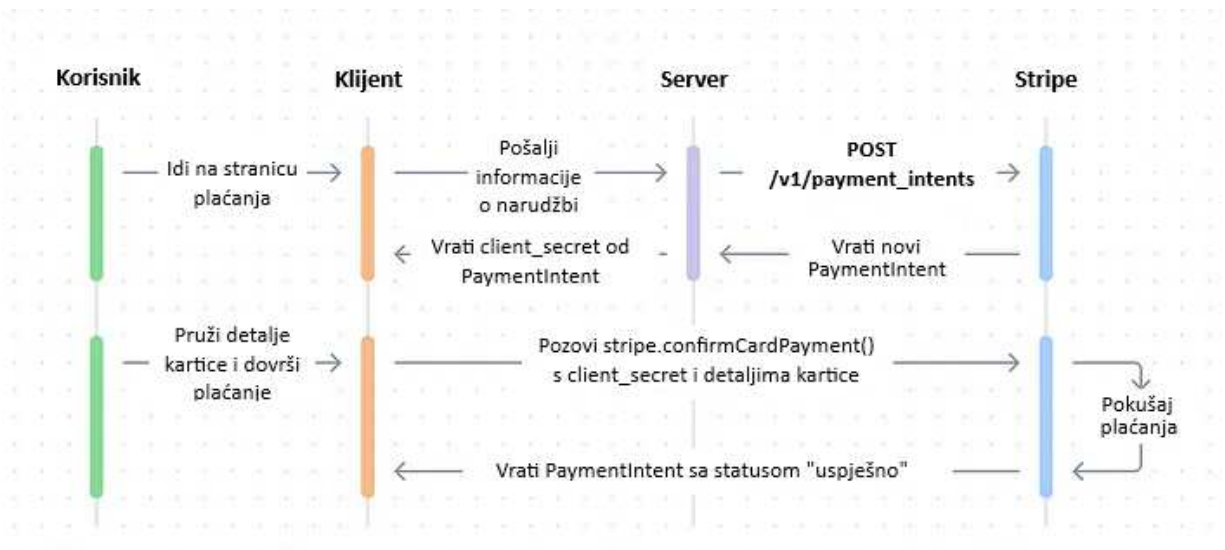 Korisnik
Klijent
Server
Stripe
Idi na stranicu
plaćanja
Pošalji
informacije
o narudžbi
POST
/v1/payment_intents
Vrati client_secret od
PaymentIntent
Vrati novi
PaymentIntent
Pruži detalje
kartice i dovrši
plaćanje
Pozovi stripe.confirmCardPayment()
s client_secret i detaljima kartice
Pokušaj
plaćanja
Vrati PaymentIntent sa statusom "uspješno"